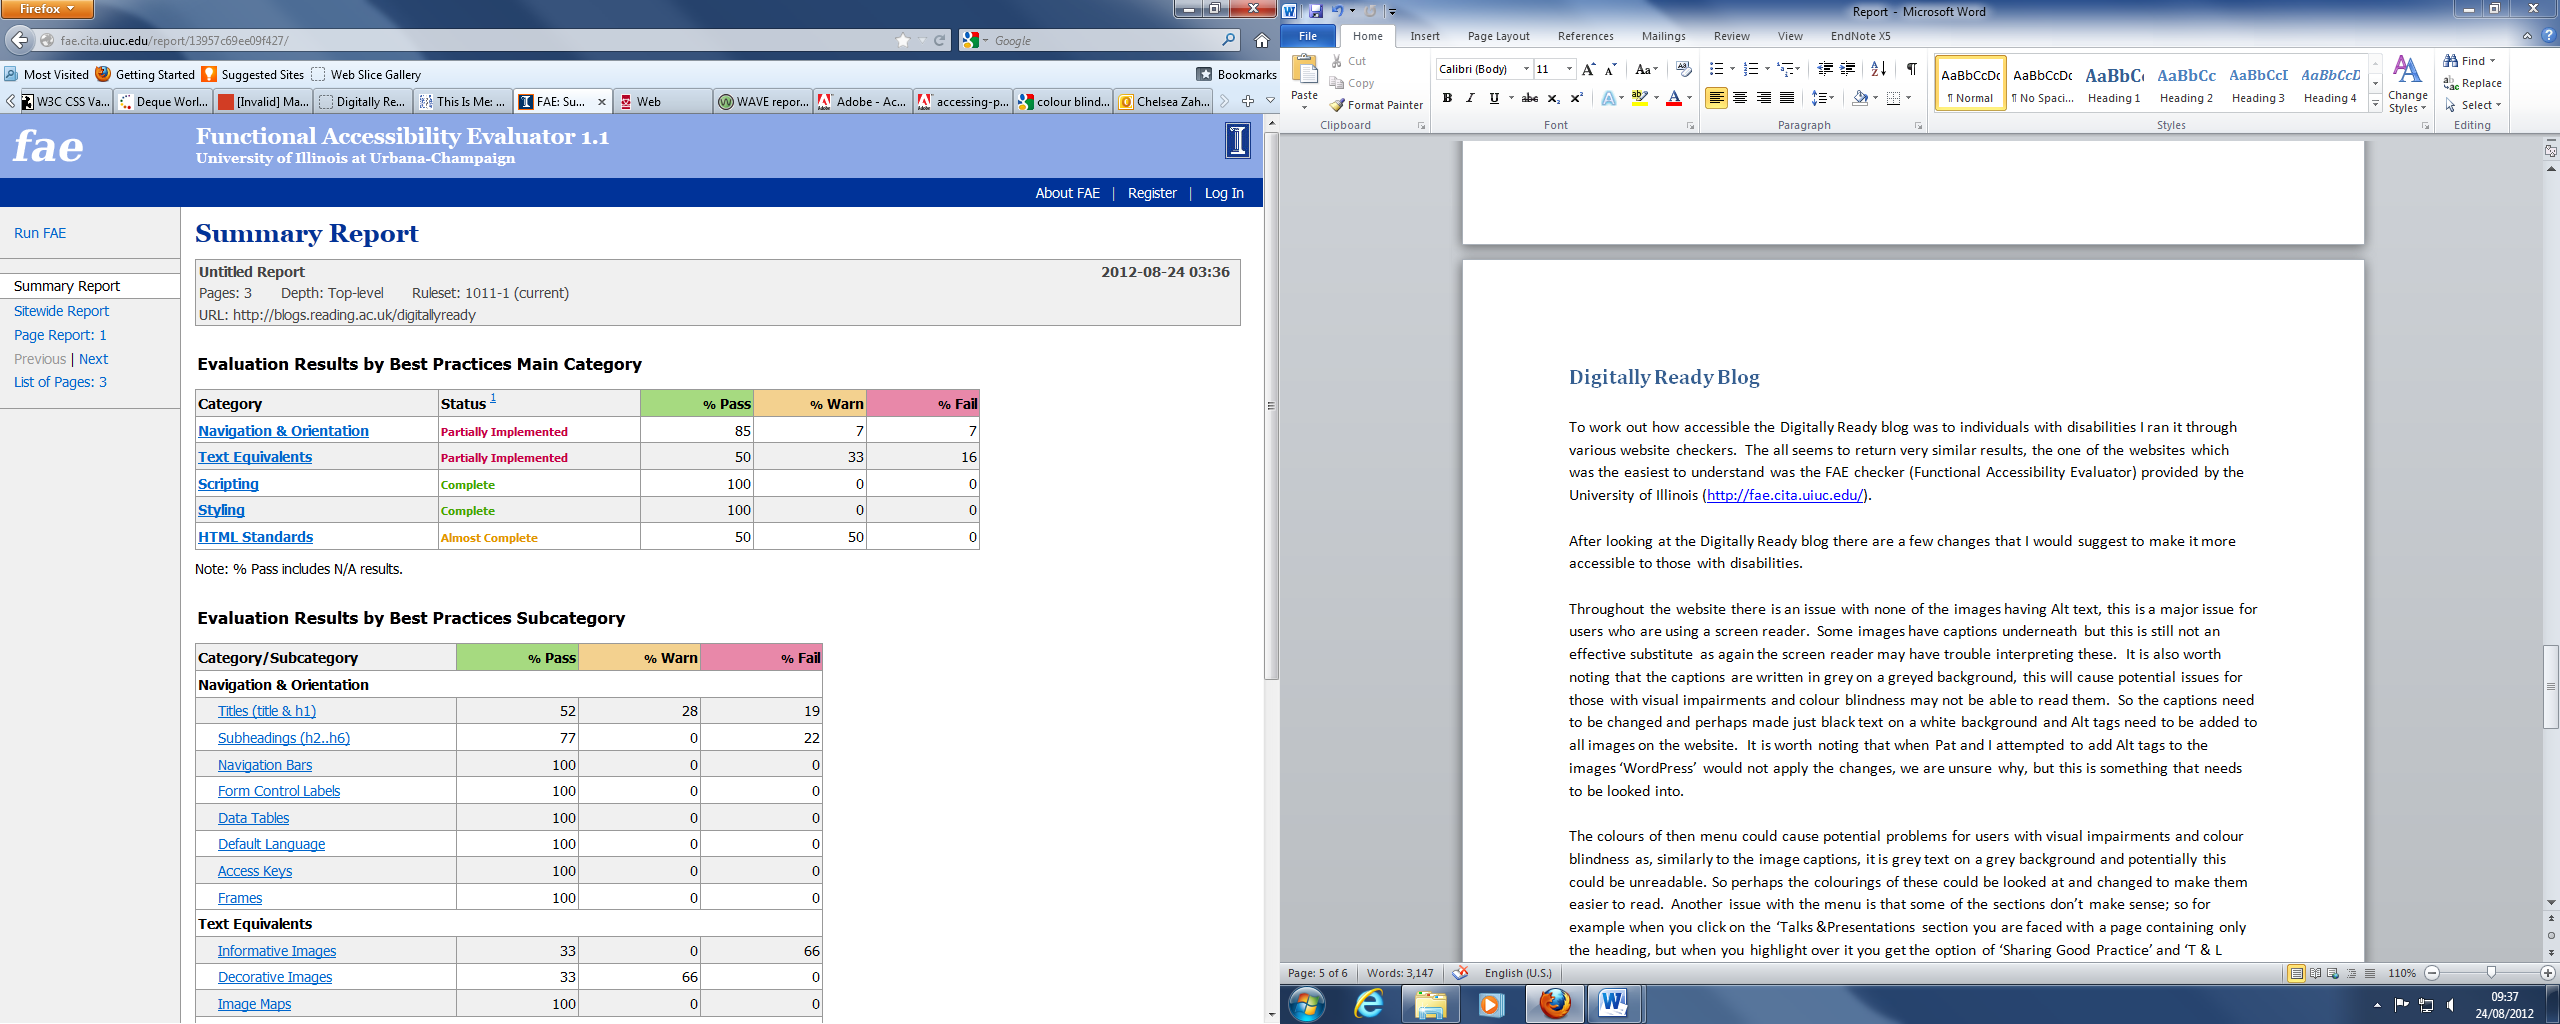 Firefox
fae.cita.uiuc.edu/report/13957c69ee09f427/
Google
Most Visited
Getting Started
Suggested Sites
Web Slice Gallery
Bookmarks
W3C CSS Va...
Deque Worl...
[Invalid] Ma...
Digitally Re...
This Is Me: ...
FAE: Su...
Web
WAVE repor...
Adobe - Ac...
accessing-p...
colour blind...
Chelsea Zah...
fae
Functional Accessibility Evaluator 1.1
University of Illinois at Urbana-Champaign
About FAE | Register | Log In
Run FAE
Summary Report
Sitewide Report
Page Report: 1
Previous | Next
List of Pages: 3
Summary Report
Untitled Report 2012-08-24 03:36
Pages: 3 Depth: Top-level Ruleset: 1011-1 (current)
URL: http://blogs.reading.ac.uk/digitallyready
Evaluation Results by Best Practices Main Category
Category Status 1 % Pass % Warn % Fail
Navigation & Orientation Partially Implemented 85 7 7
Text Equivalents Partially Implemented 50 33 16
Scripting Complete 100 0 0
Styling Complete 100 0 0
HTML Standards Almost Complete 50 50 0
Note: % Pass includes N/A results.
Evaluation Results by Best Practices Subcategory
Category/Subcategory % Pass % Warn % Fail
Navigation & Orientation
Titles (title & h1) 52 28 19
Subheadings (h2..h6) 77 0 22
Navigation Bars 100 0 0
Form Control Labels 100 0 0
Data Tables 100 0 0
Default Language 100 0 0
Access Keys 100 0 0
Frames 100 0 0
Text Equivalents
Informative Images 33 0 66
Decorative Images 33 66 0
Image Maps 100 0 0
Report - Microsoft Word
File Home Insert Page Layout References Mailings Review View EndNote X5
Paste
Cut
Copy
Format Painter
Clipboard
Calibri (Body) 11
Font
Paragraph
AaBbCcDc AaBbCcDc AaBbC AaBbCc AaBbCcI AaBbCcD
¶ Normal ¶ No Spaci... Heading 1 Heading 2 Heading 3 Heading 4
Change Styles
Styles
Find
Replace
Select
Editing
Digitally Ready Blog
To work out how accessible the Digitally Ready blog was to individuals with disabilities I ran it through
various website checkers. The all seems to return very similar results, the one of the websites which
was the easiest to understand was the FAE checker (Functional Accessibility Evaluator) provided by the
University of Illinois (http://fae.cita.uiuc.edu/).
After looking at the Digitally Ready blog there are a few changes that I would suggest to make it more
accessible to those with disabilities.
Throughout the website there is an issue with none of the images having Alt text, this is a major issue for
users who are using a screen reader. Some images have captions underneath but this is still not an
effective substitute as again the screen reader may have trouble interpreting these. It is also worth
noting that the captions are written in grey on a greyed background, this will cause potential issues for
those with visual impairments and colour blindness may not be able to read them. So the captions need
to be changed and perhaps made just black text on a white background and Alt tags need to be added to
all images on the website. It is worth noting that when Pat and I attempted to add Alt tags to the
images ‘WordPress’ would not apply the changes, we are unsure why, but this is something that needs
to be looked into.
The colours of then menu could cause potential problems for users with visual impairments and colour
blindness as, similarly to the image captions, it is grey text on a grey background and potentially this
could be unreadable. So perhaps the colourings of these could be looked at and changed to make them
easier to read. Another issue with the menu is that some of the sections don’t make sense; so for
example when you click on the ‘Talks &Presentations section you are faced with a page containing only
the heading, but when you highlight over it you get the option of ‘Sharing Good Practice’ and ‘T & L
Page: 5 of 6 Words: 3,147 English (U.S.) 110%
09:37
24/08/2012